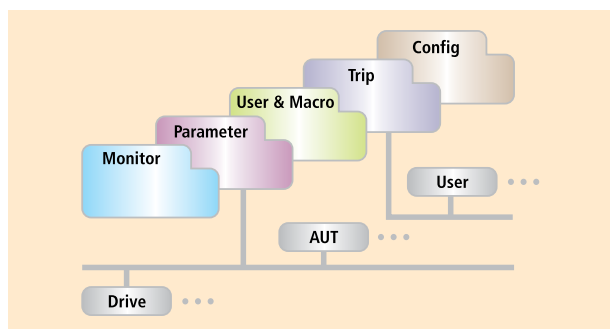 Config
Trip
User & Macro
Parameter
Monitor
User
AUT
Drive